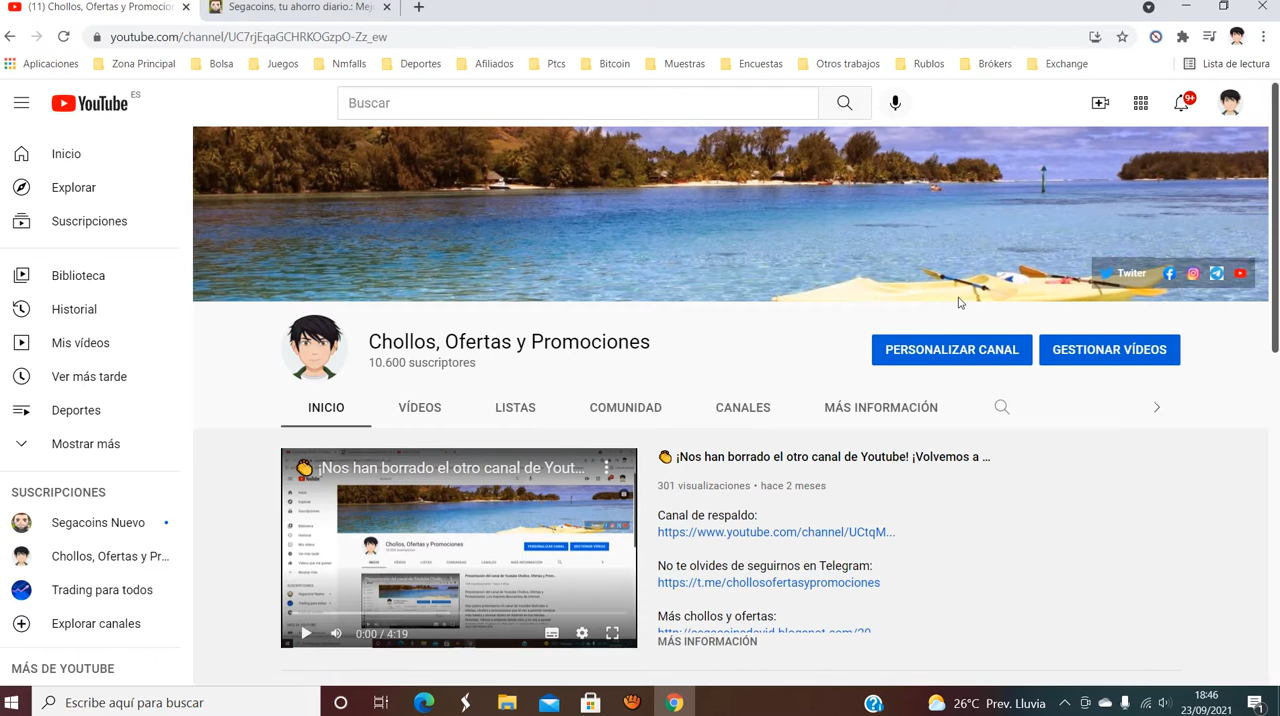 (11) Chollos, Ofertas y Promocion
Segacoins, tu ahorro diario.: Mej
youtube.com/channel/UC7rjEqaGCHRKOGzpO-Zz_ew
Aplicaciones Zona Principal Bolsa Juegos Nmfalls Deportes Afiliados Ptcs Encuestas Bitcoin Muestras Otros trabajos Rublos Brókers Exchange Lista de lectura
YouTube ES
Buscar
9+
Inicio
Explorar
Suscripciones
Biblioteca
Historial
Mis vídeos
Ver más tarde
Deportes
Mostrar más
SUSCRIPCIONES
Segacoins Nuevo
Chollos, Ofertas y Pr...
Trading para todos
Explorar canales
MÁS DE YOUTUBE
Twiter
Chollos, Ofertas y Promociones
10.600 suscriptores
PERSONALIZAR CANAL
GESTIONAR VÍDEOS
INICIO VÍDEOS LISTAS COMUNIDAD CANALES MÁS INFORMACIÓN
¡Nos han borrado el otro canal de Yout...
Chollos, Ofertas y Promociones
0:00 / 4:19
¡Nos han borrado el otro canal de Youtube! ¡Volvemos a ...
301 visualizaciones • hace 2 meses
Canal de respaldo:
https://www.youtube.com/channel/UCtqM...
No te olvides de seguirnos en Telegram:
https://t.me/chollosofertasypromociones
Más chollos y ofertas:
MÁS INFORMACIÓN
Escribe aquí para buscar
26°C Prev. Lluvia
18:46
23/09/2021